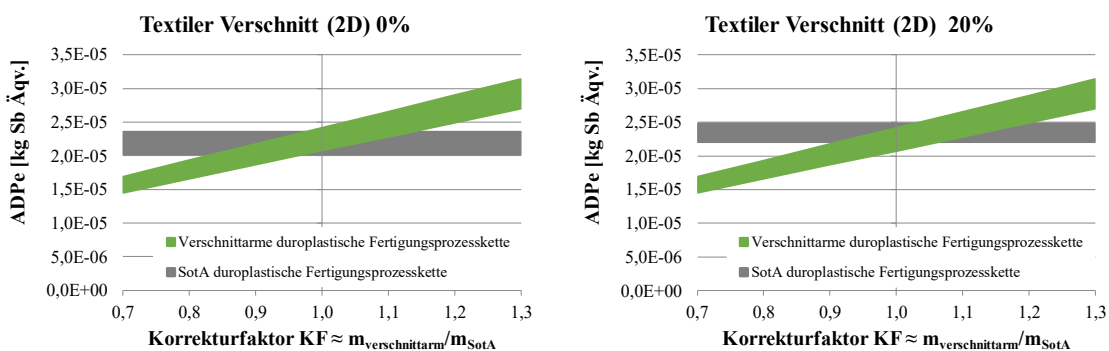 Textiler Verschnitt (2D) 0%
ADPe [kg Sb Äqv.]
3,5E-05
3,0E-05
2,5E-05
2,0E-05
1,5E-05
1,0E-05
5,0E-06
0,0E+00
Verschnittarme duroplastische Fertigungsprozesskette
SotA duroplastische Fertigungsprozesskette
0,7 0,8 0,9 1,0 1,1 1,2 1,3
Korrekturfaktor KF ≈ mverschnittarm/mSotA
Textiler Verschnitt (2D) 20%
ADPe [kg Sb Äqv.]
3,5E-05
3,0E-05
2,5E-05
2,0E-05
1,5E-05
1,0E-05
5,0E-06
0,0E+00
Verschnittarme duroplastische Fertigungsprozesskette
SotA duroplastische Fertigungsprozesskette
0,7 0,8 0,9 1,0 1,1 1,2 1,3
Korrekturfaktor KF ≈ mverschnittarm/mSotA